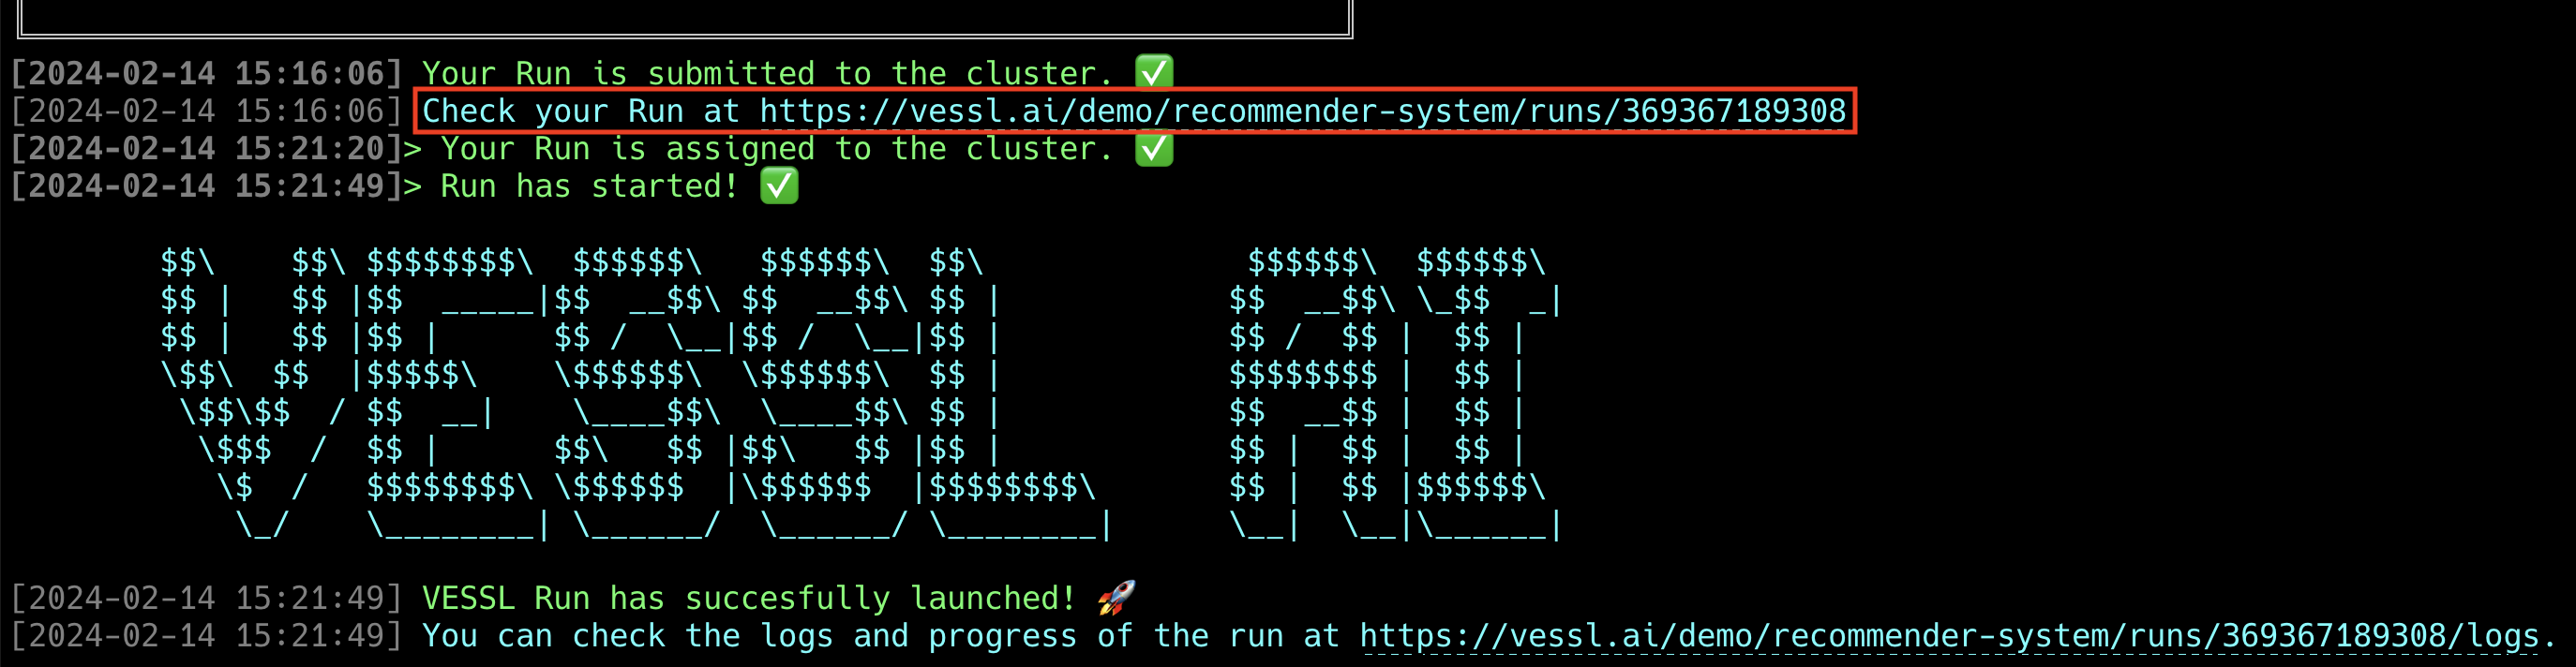 [2024-02-14 15:16:06] Your Run is submitted to the cluster. ✅
[2024-02-14 15:16:06] Check your Run at https://vessl.ai/demo/recommender-system/runs/369367189308
[2024-02-14 15:21:20]> Your Run is assigned to the cluster. ✅
[2024-02-14 15:21:49]> Run has started! ✅
        $$\    $$\ $$$$$$$$\  $$$$$$\   $$$$$$\  $$\              $$$$$$\  $$$$$$\
        $$ |   $$ |$$  _____|$$  __$$\ $$  __$$\ $$ |            $$  __$$\ \_$$  _|
        $$ |   $$ |$$ |      $$ /  \__|$$ /  \__|$$ |            $$ /  $$ |  $$ |
        \$$\  $$  |$$$$$\    \$$$$$$\  \$$$$$$\  $$ |            $$$$$$$$ |  $$ |
         \$$\$$  / $$  __|    \____$$\  \____$$\ $$ |            $$  __$$ |  $$ |
          \$$$  /  $$ |      $$\   $$ |$$\   $$ |$$ |            $$ |  $$ |  $$ |
           \$  /   $$$$$$$$\ \$$$$$$  |\$$$$$$  |$$$$$$$$\       $$ |  $$ |$$$$$$\
            \_/    \________| \______/  \______/ \________|      \__|  \__|\______|
[2024-02-14 15:21:49] VESSL Run has succesfully launched! 🚀
[2024-02-14 15:21:49] You can check the logs and progress of the run at https://vessl.ai/demo/recommender-system/runs/369367189308/logs.